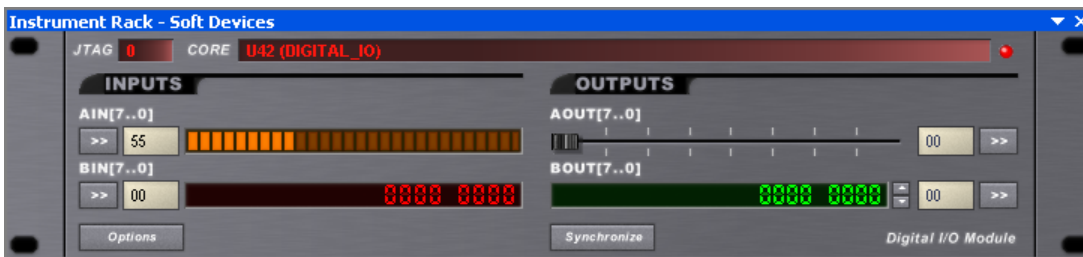 Instrument Rack - Soft Devices
JTAG 0 CORE U42 (DIGITAL_IO)
INPUTS
OUTPUTS
AIN[7..0]
AOUT[7..0]
>> 55
00 >>
BIN[7..0]
BOUT[7..0]
>> 00 0000 0000
0000 0000 00 >>
Options
Synchronize
Digital I/O Module